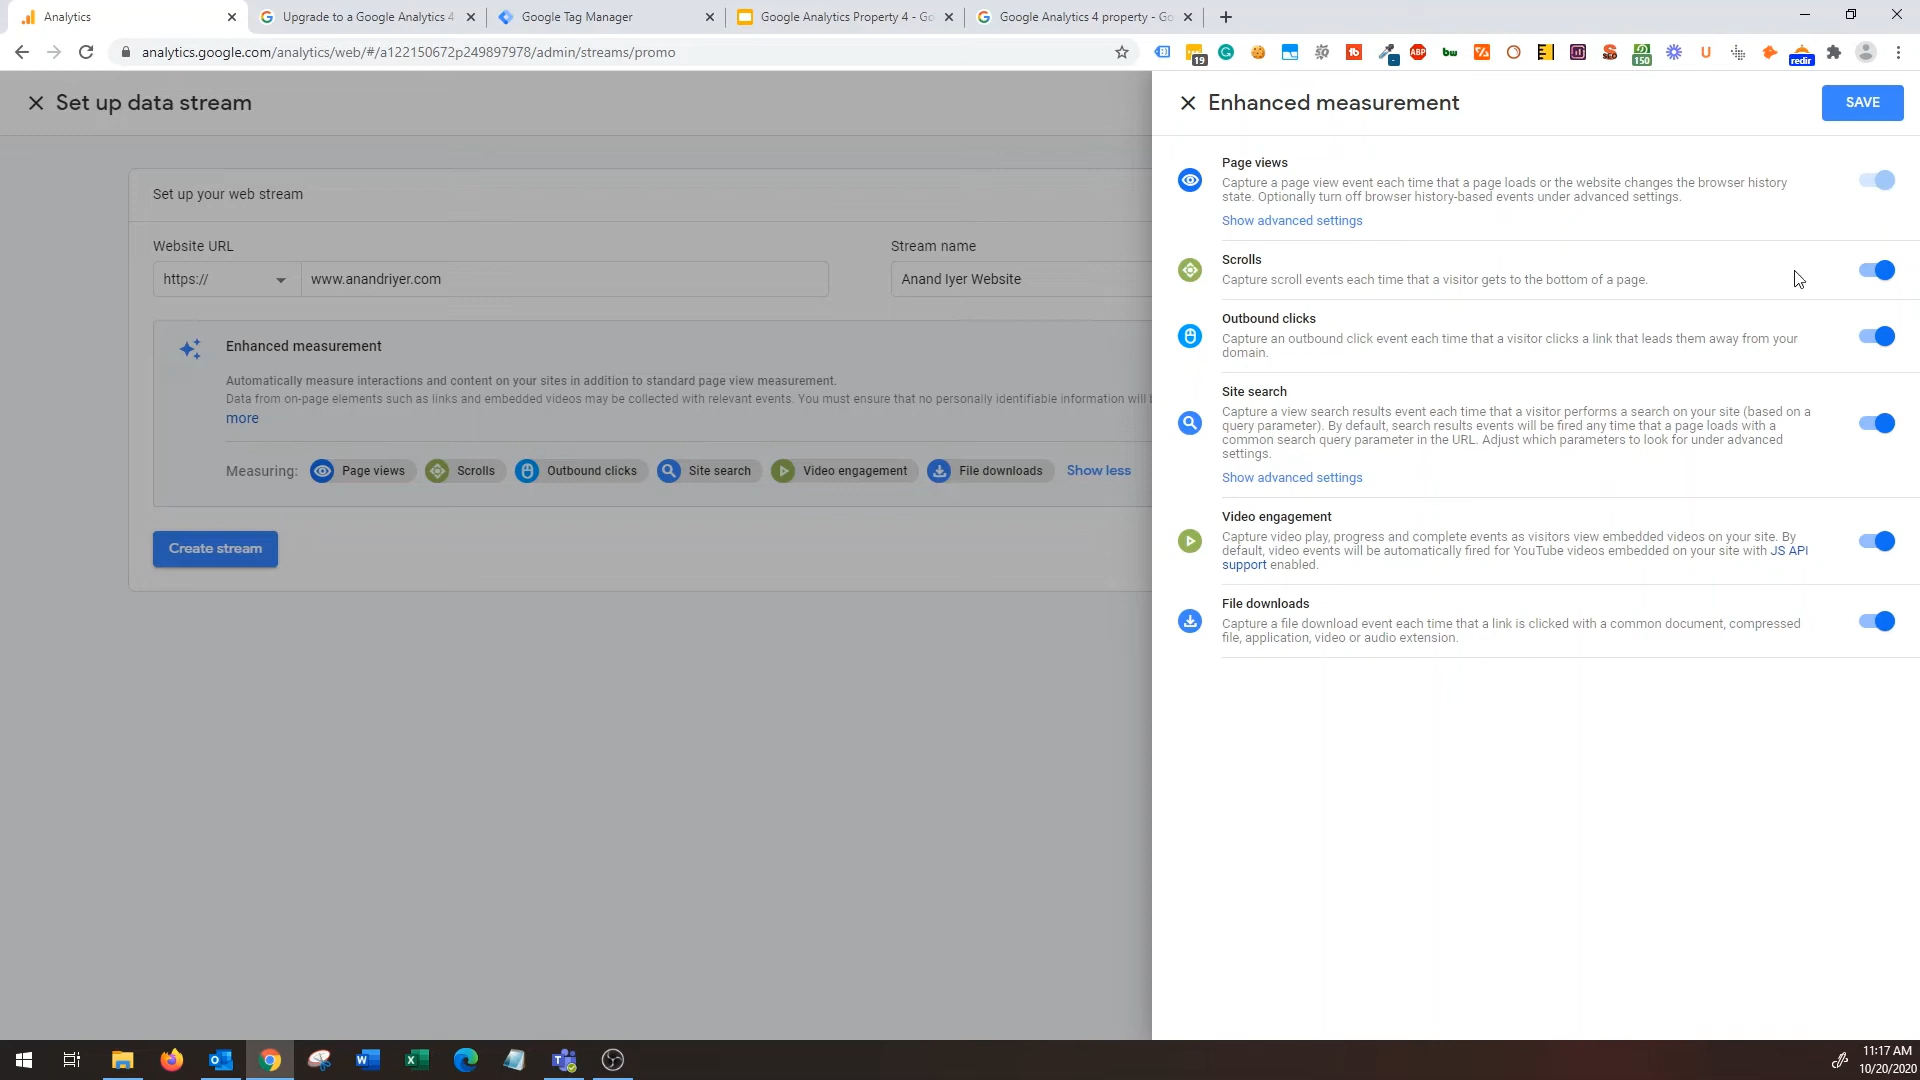 Analytics
Upgrade to a Google Analytics 4
Google Tag Manager
Google Analytics Property 4 - Go
Google Analytics 4 property - Go
analytics.google.com/analytics/web/#/a122150672p249897978/admin/streams/promo
19
ABP
bw
SEO
150
U
redir
Set up data stream
Enhanced measurement
SAVE
Set up your web stream
Website URL
Stream name
https://
www.anandriyer.com
Anand Iyer Website
Enhanced measurement
Automatically measure interactions and content on your sites in addition to standard page view measurement.
Data from on-page elements such as links and embedded videos may be collected with relevant events. You must ensure that no personally identifiable information will
more
Measuring:
Page views
Scrolls
Outbound clicks
Site search
Video engagement
File downloads
Show less
Create stream
Page views
Capture a page view event each time that a page loads or the website changes the browser history
state. Optionally turn off browser history-based events under advanced settings.
Show advanced settings
Scrolls
Capture scroll events each time that a visitor gets to the bottom of a page.
Outbound clicks
Capture an outbound click event each time that a visitor clicks a link that leads them away from your
domain.
Site search
Capture a view search results event each time that a visitor performs a search on your site (based on a
query parameter). By default, search results events will be fired any time that a page loads with a
common search query parameter in the URL. Adjust which parameters to look for under advanced
settings.
Show advanced settings
Video engagement
Capture video play, progress and complete events as visitors view embedded videos on your site. By
default, video events will be automatically fired for YouTube videos embedded on your site with JS API
support enabled.
File downloads
Capture a file download event each time that a link is clicked with a common document, compressed
file, application, video or audio extension.
11:17 AM
10/20/2020